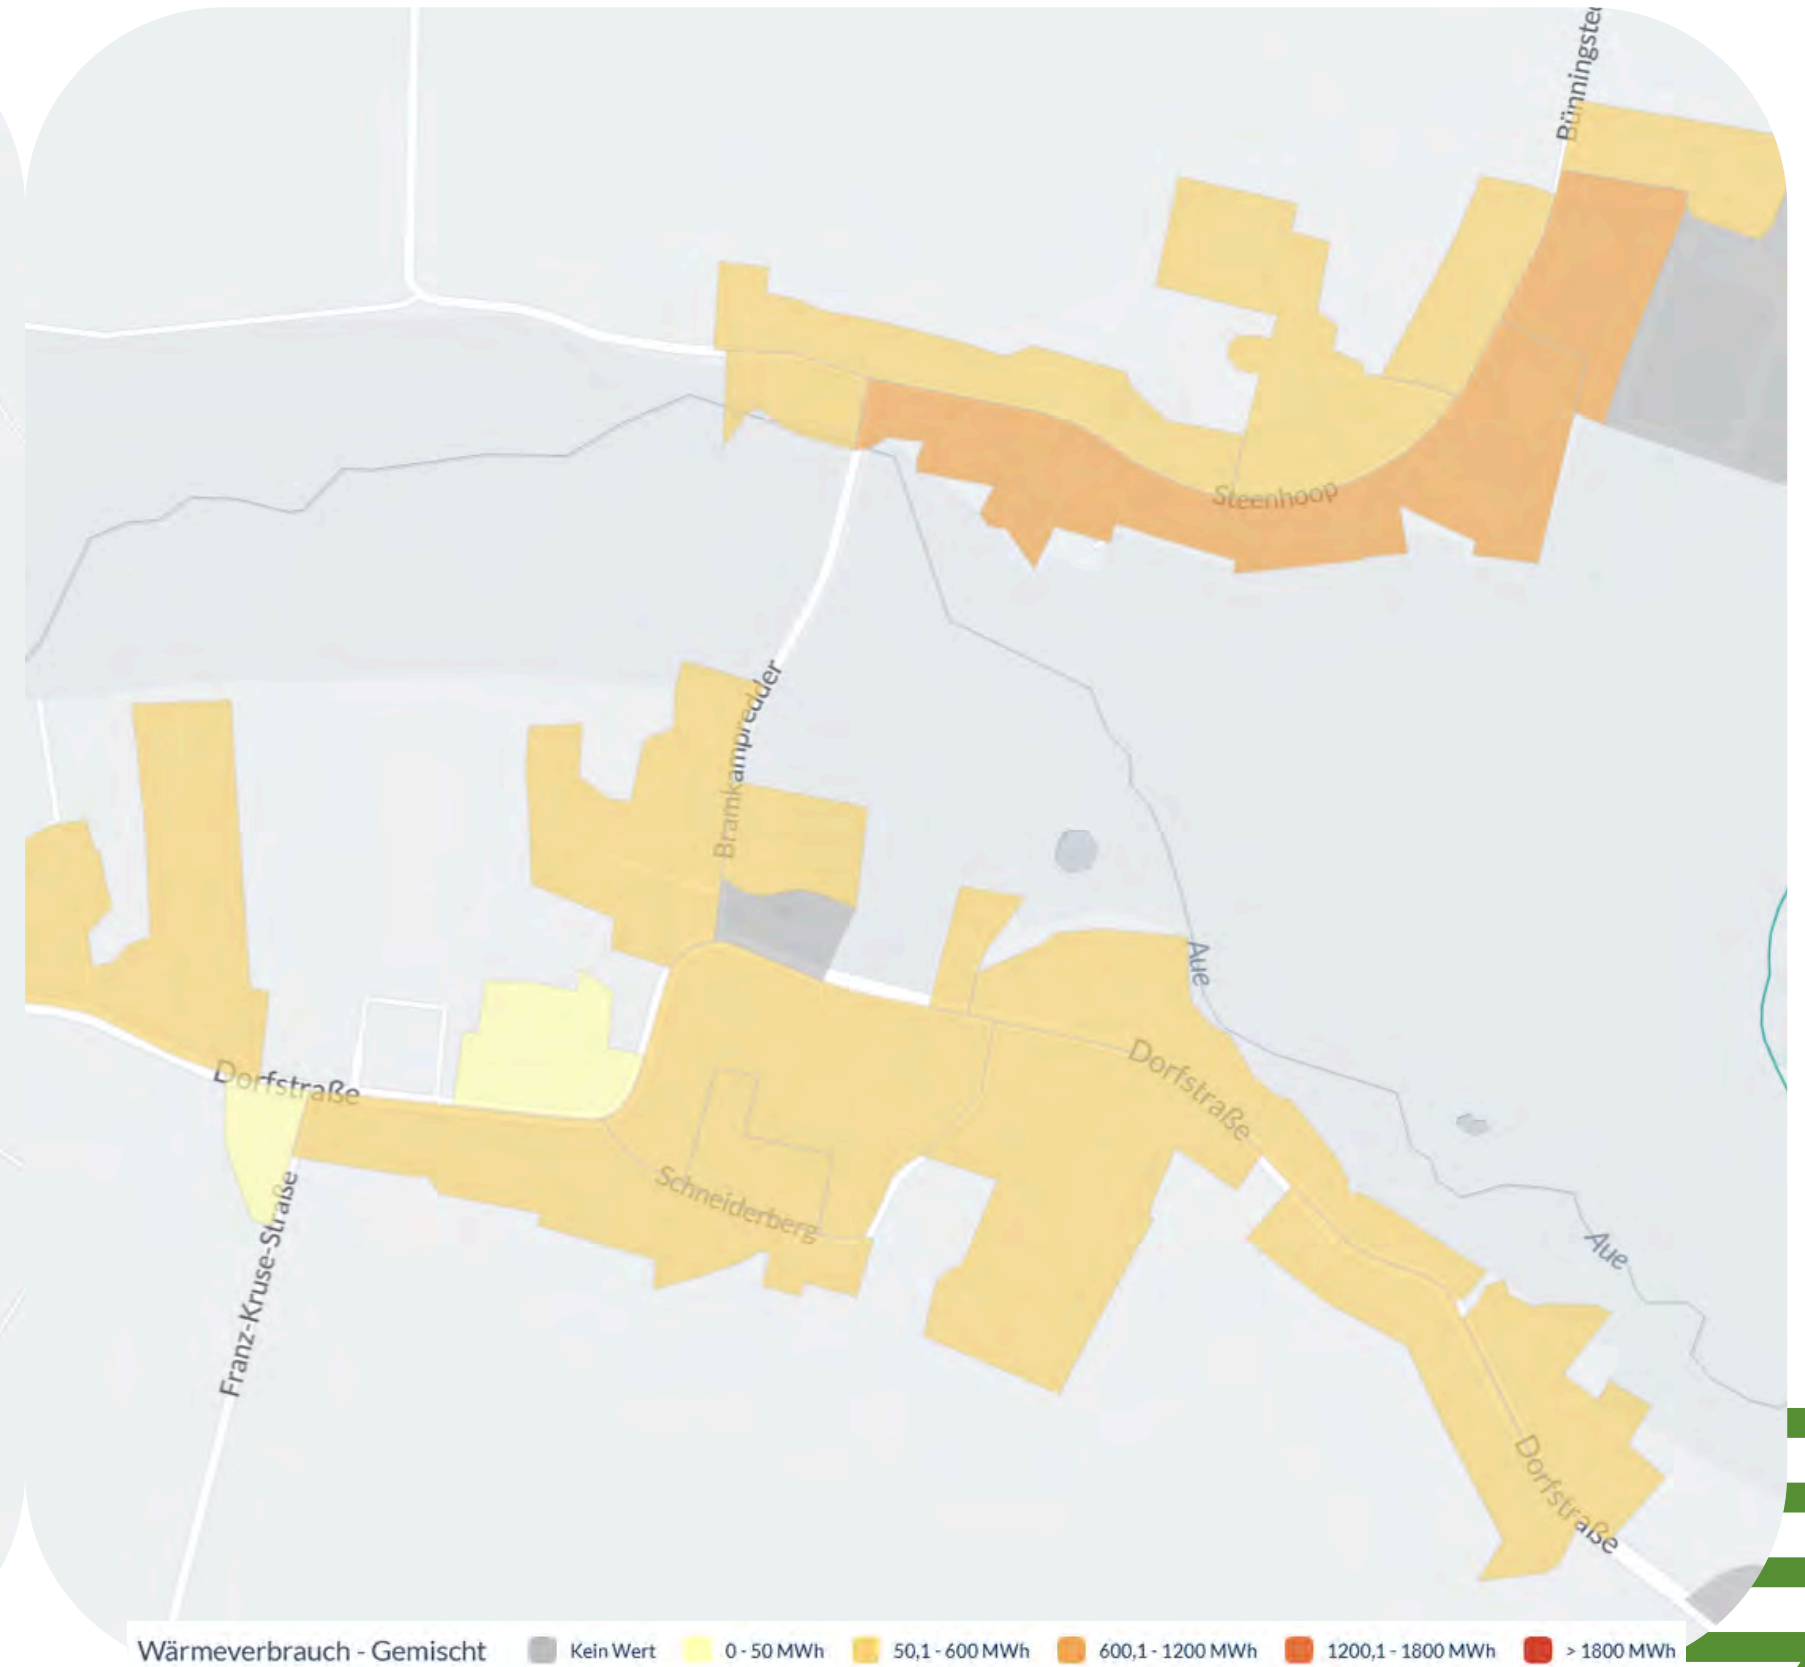 Bünningsted
Steenhoop
Bramkampredder
Aue
Dorfstraße
Dorfstraße
Schneiderberg
Franz-Kruse-Straße
Aue
Dorfstraße
Wärmeverbrauch - Gemischt Kein Wert 0 - 50 MWh 50,1 - 600 MWh 600,1 - 1200 MWh 1200,1 - 1800 MWh > 1800 MWh